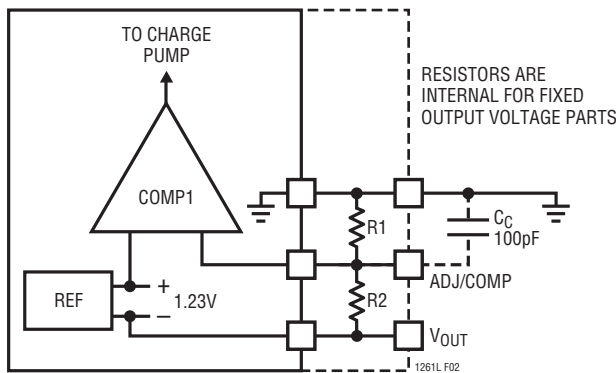 TO CHARGE
PUMP
RESISTORS ARE
INTERNAL FOR FIXED
OUTPUT VOLTAGE PARTS
COMP1
R1
CC
100pF
ADJ/COMP
REF
+
1.23V
–
R2
VOUT
1261L F02